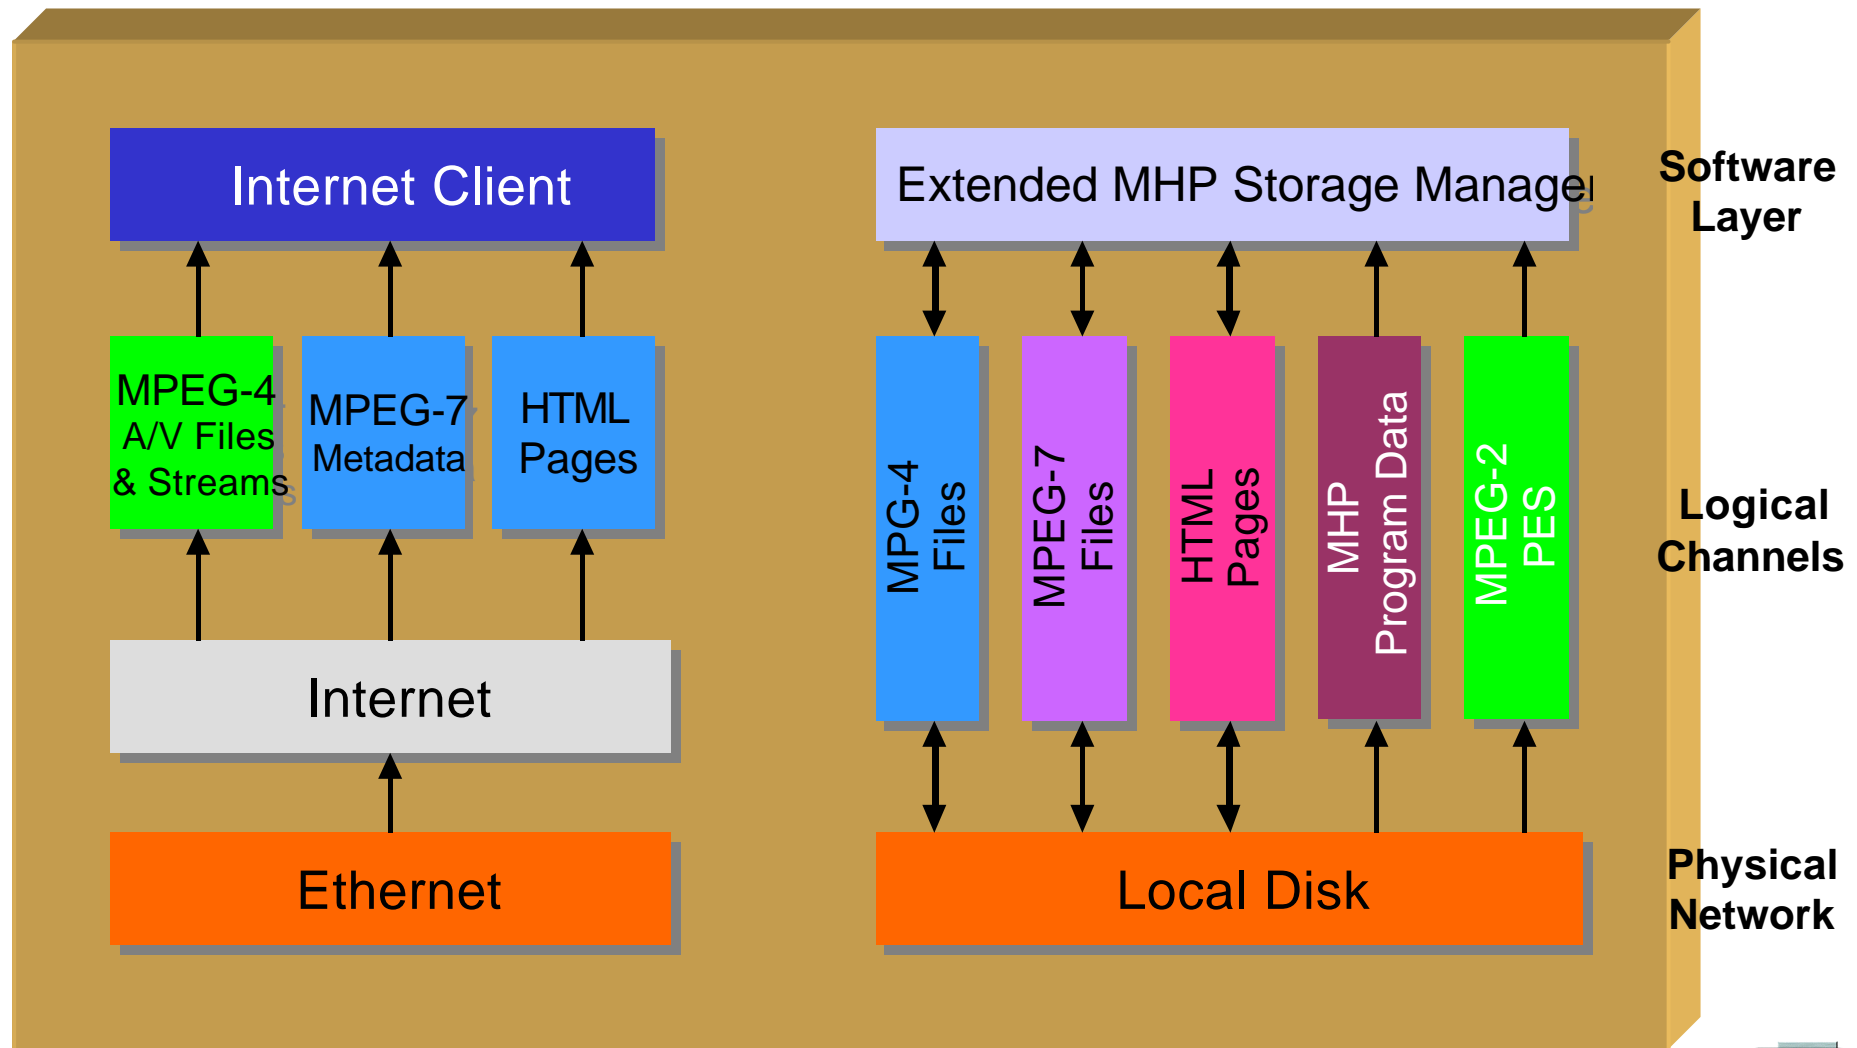 Internet Client
Extended MHP Storage Manager
Software
Layer
MPEG-4
A/V Files
& Streams
MPEG-7
Metadata
HTML
Pages
MPG-4
Files
MPEG-7
Files
HTML
Pages
MHP
Program Data
MPEG-2
PES
Logical
Channels
Internet
Ethernet
Local Disk
Physical
Network